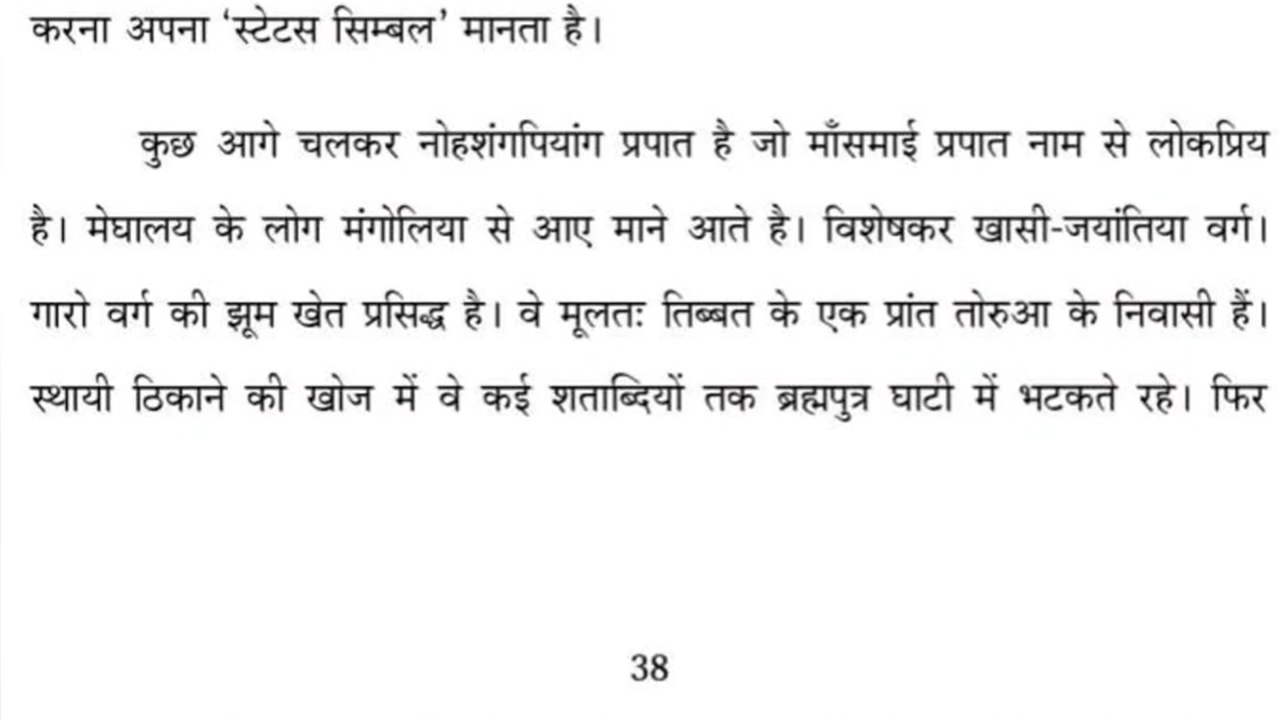 करना अपना ‘स्टेटस सिम्बल’ मानता है।
कुछ आगे चलकर नोहशंगपियांग प्रपात है जो माँसमाई प्रपात नाम से लोकप्रिय
है। मेघालय के लोग मंगोलिया से आए माने आते है। विशेषकर खासी-जयांतिया वर्ग।
गारो वर्ग की झूम खेत प्रसिद्ध है। वे मूलतः तिब्बत के एक प्रांत तोरुआ के निवासी हैं।
स्थायी ठिकाने की खोज में वे कई शताब्दियों तक ब्रह्मपुत्र घाटी में भटकते रहे। फिर
38